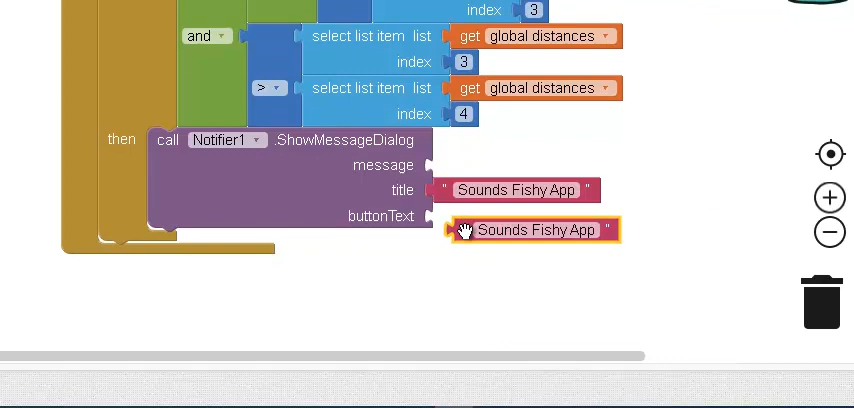 index 3
and select list item list get global distances
index 3
> select list item list get global distances
index 4
then call Notifier1 .ShowMessageDialog
message
title " Sounds Fishy App "
buttonText
Sounds Fishy App "